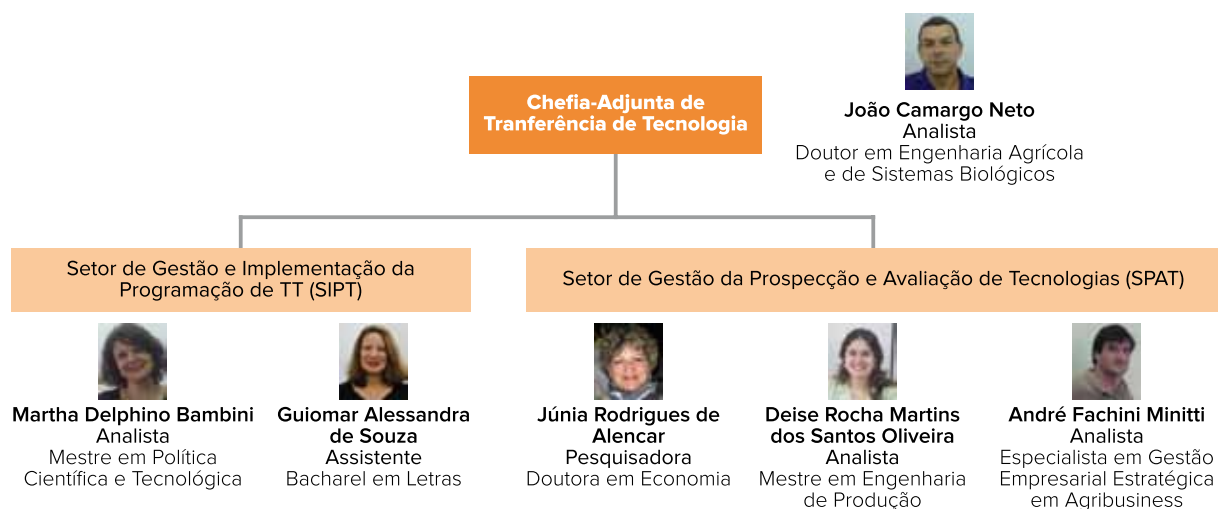 Chefia-Adjunta de
Tranferência de Tecnologia
João Camargo Neto
Analista
Doutor em Engenharia Agrícola
e de Sistemas Biológicos
Setor de Gestão e Implementação da
Programação de TT (SIPT)
Setor de Gestão da Prospecção e Avaliação de Tecnologias (SPAT)
Martha Delphino Bambini
Analista
Mestre em Política
Científica e Tecnológica
Guiomar Alessandra
de Souza
Assistente
Bacharel em Letras
Júnia Rodrigues de
Alencar
Pesquisadora
Doutora em Economia
Deise Rocha Martins
dos Santos Oliveira
Analista
Mestre em Engenharia
de Produção
André Fachini Minitti
Analista
Especialista em Gestão
Empresarial Estratégica
em Agribusiness